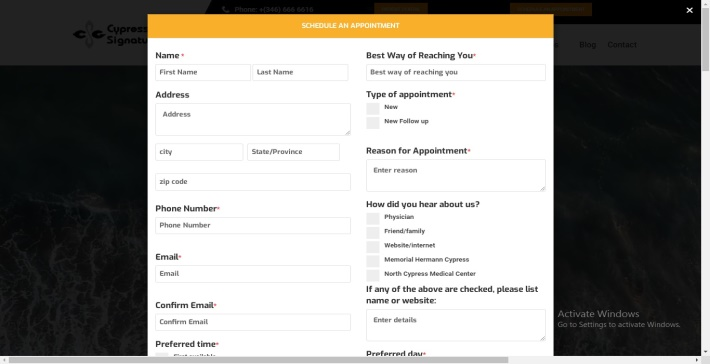 Phone: +(346) 666 6616
×
Cypress
Signatu
Blog Contact
SCHEDULE AN APPOINTMENT
Name *
First Name Last Name
Address
Address
city State/Province
zip code
Phone Number*
Phone Number
Email*
Email
Confirm Email*
Confirm Email
Preferred time*
First available
Best Way of Reaching You*
Best way of reaching you
Type of appointment*
New
New Follow up
Reason for Appointment*
Enter reason
How did you hear about us?
Physician
Friend/family
Website/internet
Memorial Hermann Cypress
North Cypress Medical Center
If any of the above are checked, please list
name or website:
Enter details
Preferred day*
Activate Windows
Go to Settings to activate Windows.